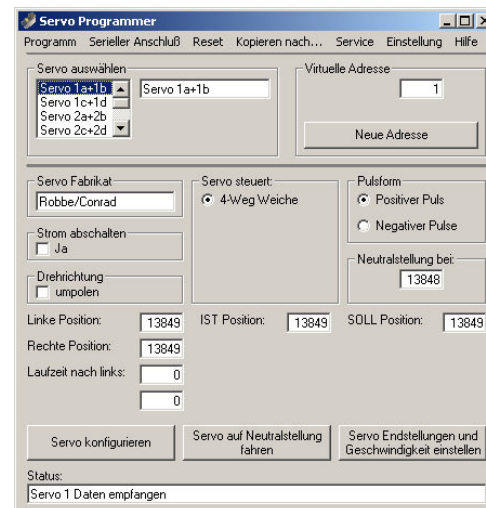 Servo Programmer
Programm Serieller Anschluß Reset Kopieren nach... Service Einstellung Hilfe
Servo auswählen
Servo 1a+1b
Servo 1c+1d
Servo 2a+2b
Servo 2c+2d
Servo 1a+1b
Virtuelle Adresse
1
Neue Adresse
Servo Fabrikat
Robbe/Conrad
Servo steuert:
4-Weg Weiche
Pulsform
Positiver Puls
Negativer Pulse
Strom abschalten
Ja
Neutralstellung bei:
13848
Drehrichtung
umpolen
Linke Position: 13849 IST Position: 13849 SOLL Position: 13849
Rechte Position: 13849
Laufzeit nach links: 0
0
Servo konfigurieren
Servo auf Neutralstellung
fahren
Servo Endstellungen und
Geschwindigkeit einstellen
Status:
Servo 1 Daten empfangen